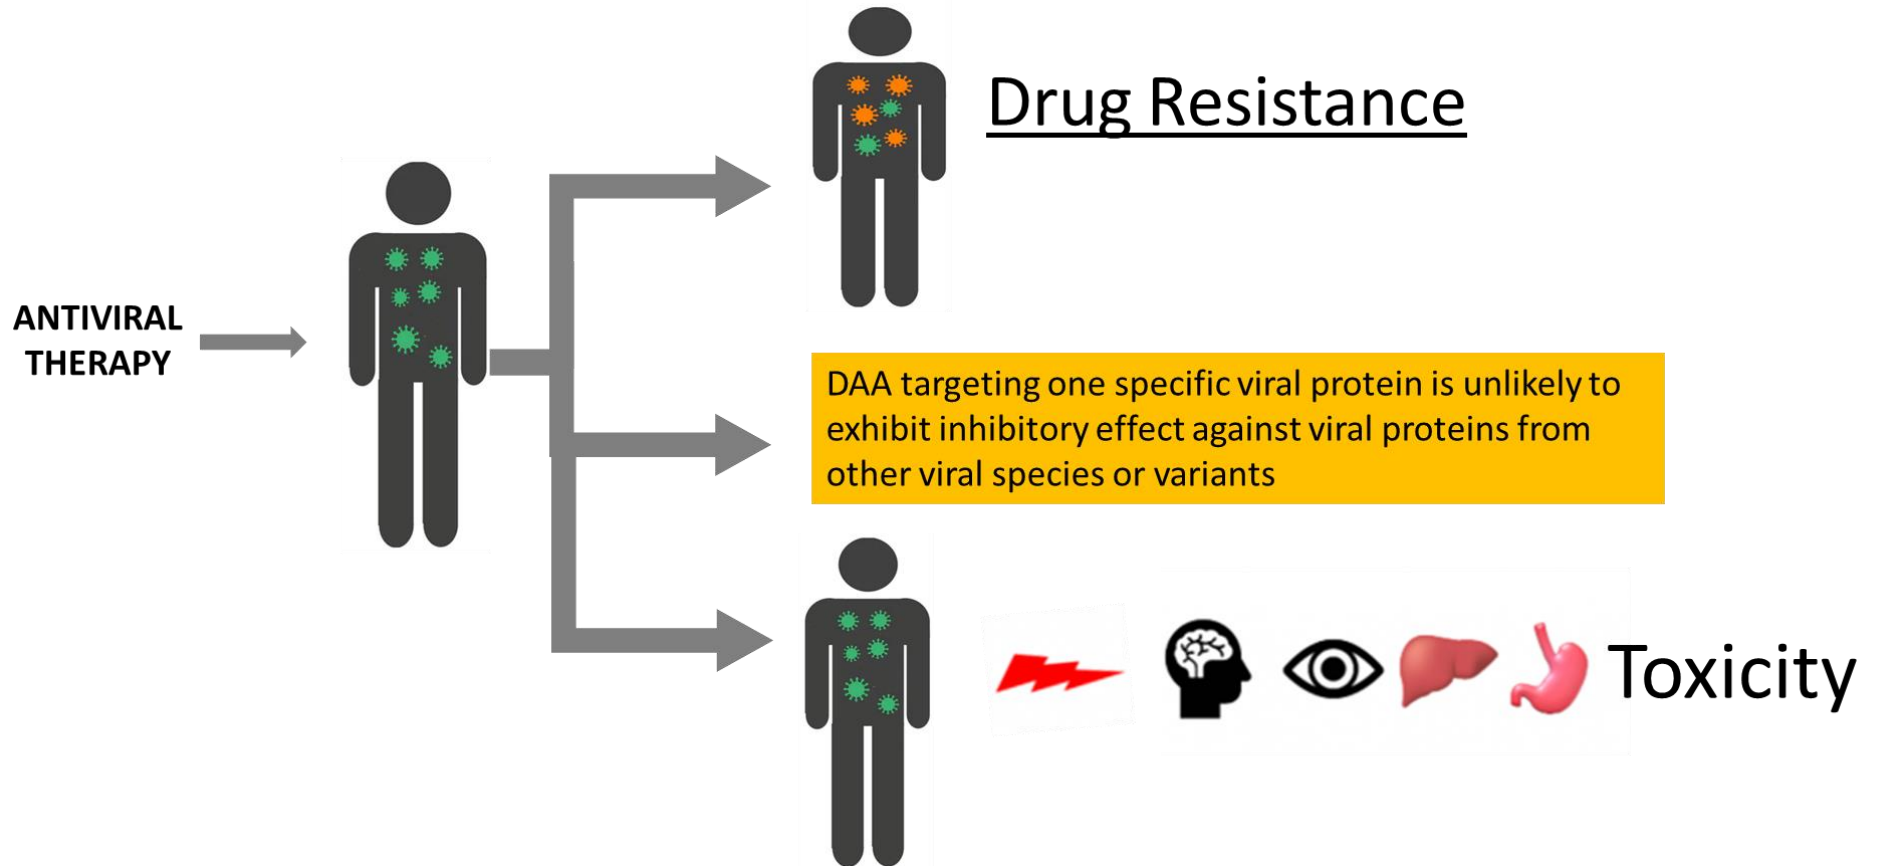 Drug Resistance
ANTIVIRAL
THERAPY
DAA targeting one specific viral protein is unlikely to
exhibit inhibitory effect against viral proteins from
other viral species or variants
Toxicity